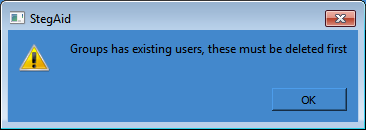 StegAid
Groups has existing users, these must be deleted first
OK